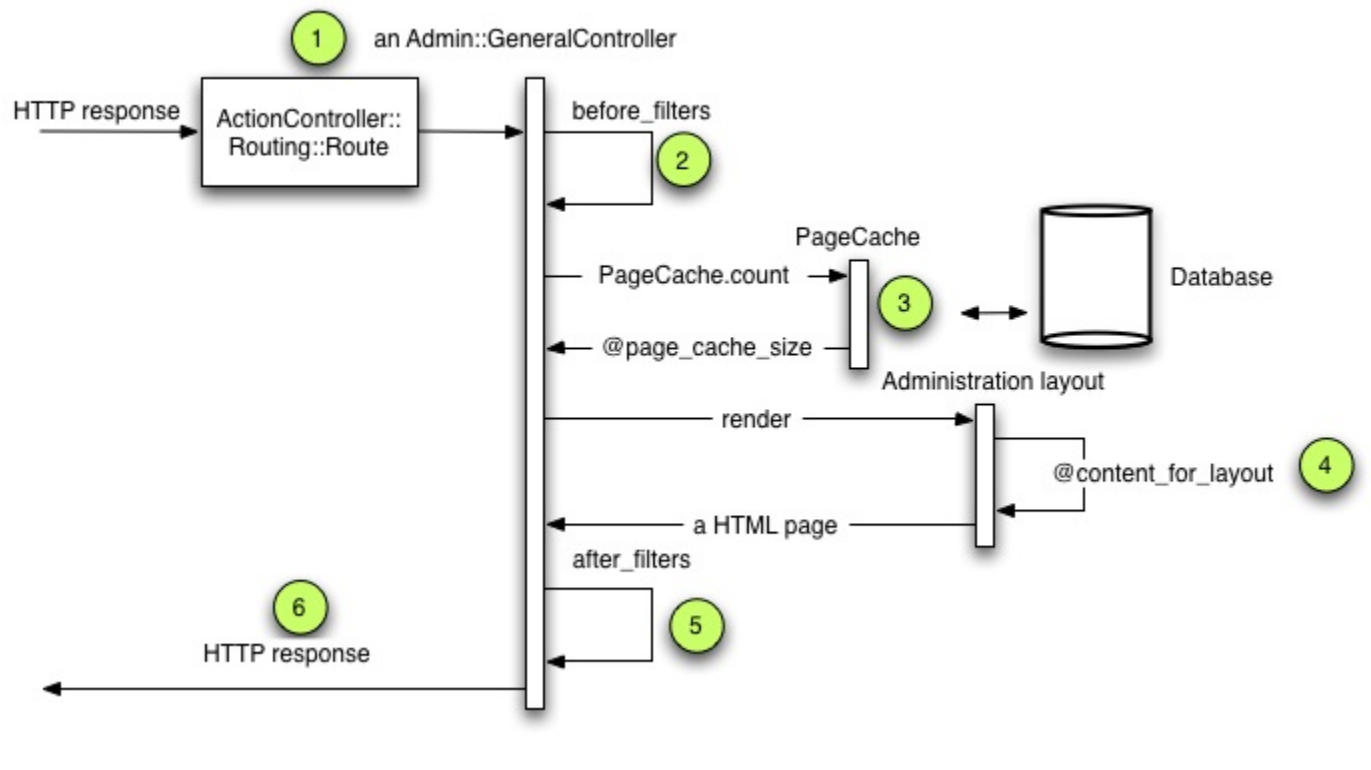 1
an Admin::GeneralController
HTTP response
ActionController::
Routing::Route
before_filters
2
PageCache
PageCache.count
3
Database
@page_cache_size
Administration layout
render
@content_for_layout
4
a HTML page
after_filters
6
5
HTTP response